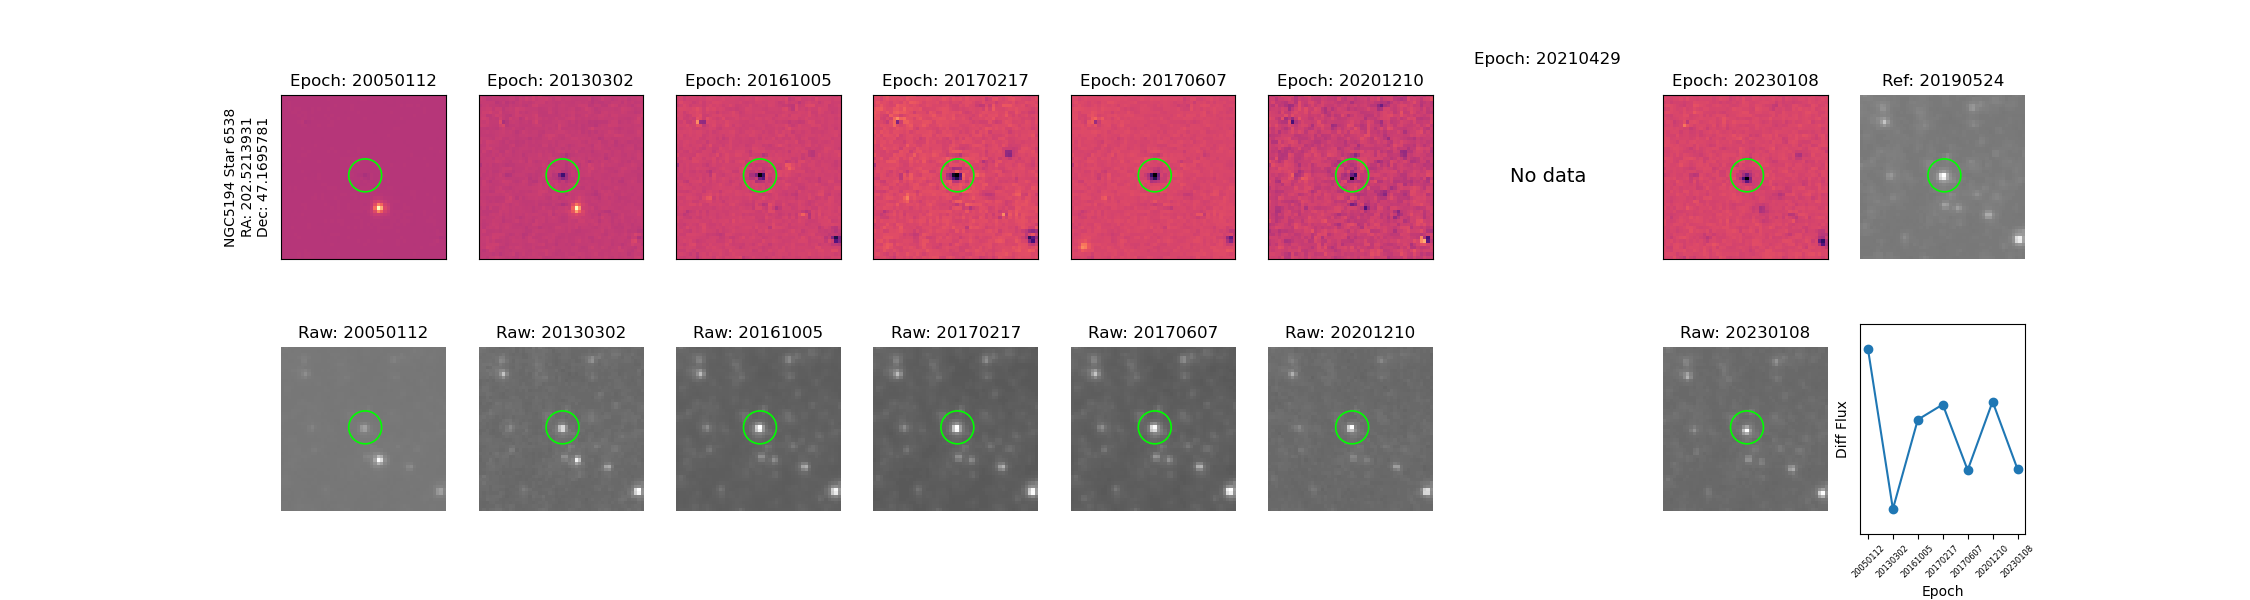 Epoch: 20210429
Epoch: 20050112
Epoch: 20130302
Epoch: 20161005
Epoch: 20170217
Epoch: 20170607
Epoch: 20201210
Epoch: 20230108
Ref: 20190524
NGC5194 Star 6538
RA: 202.5213931
Dec: 47.1695781
No data
Raw: 20050112
Raw: 20130302
Raw: 20161005
Raw: 20170217
Raw: 20170607
Raw: 20201210
Raw: 20230108
Diff Flux
20050112
20130302
20161005
20170217
20170607
20201210
20230108
Epoch